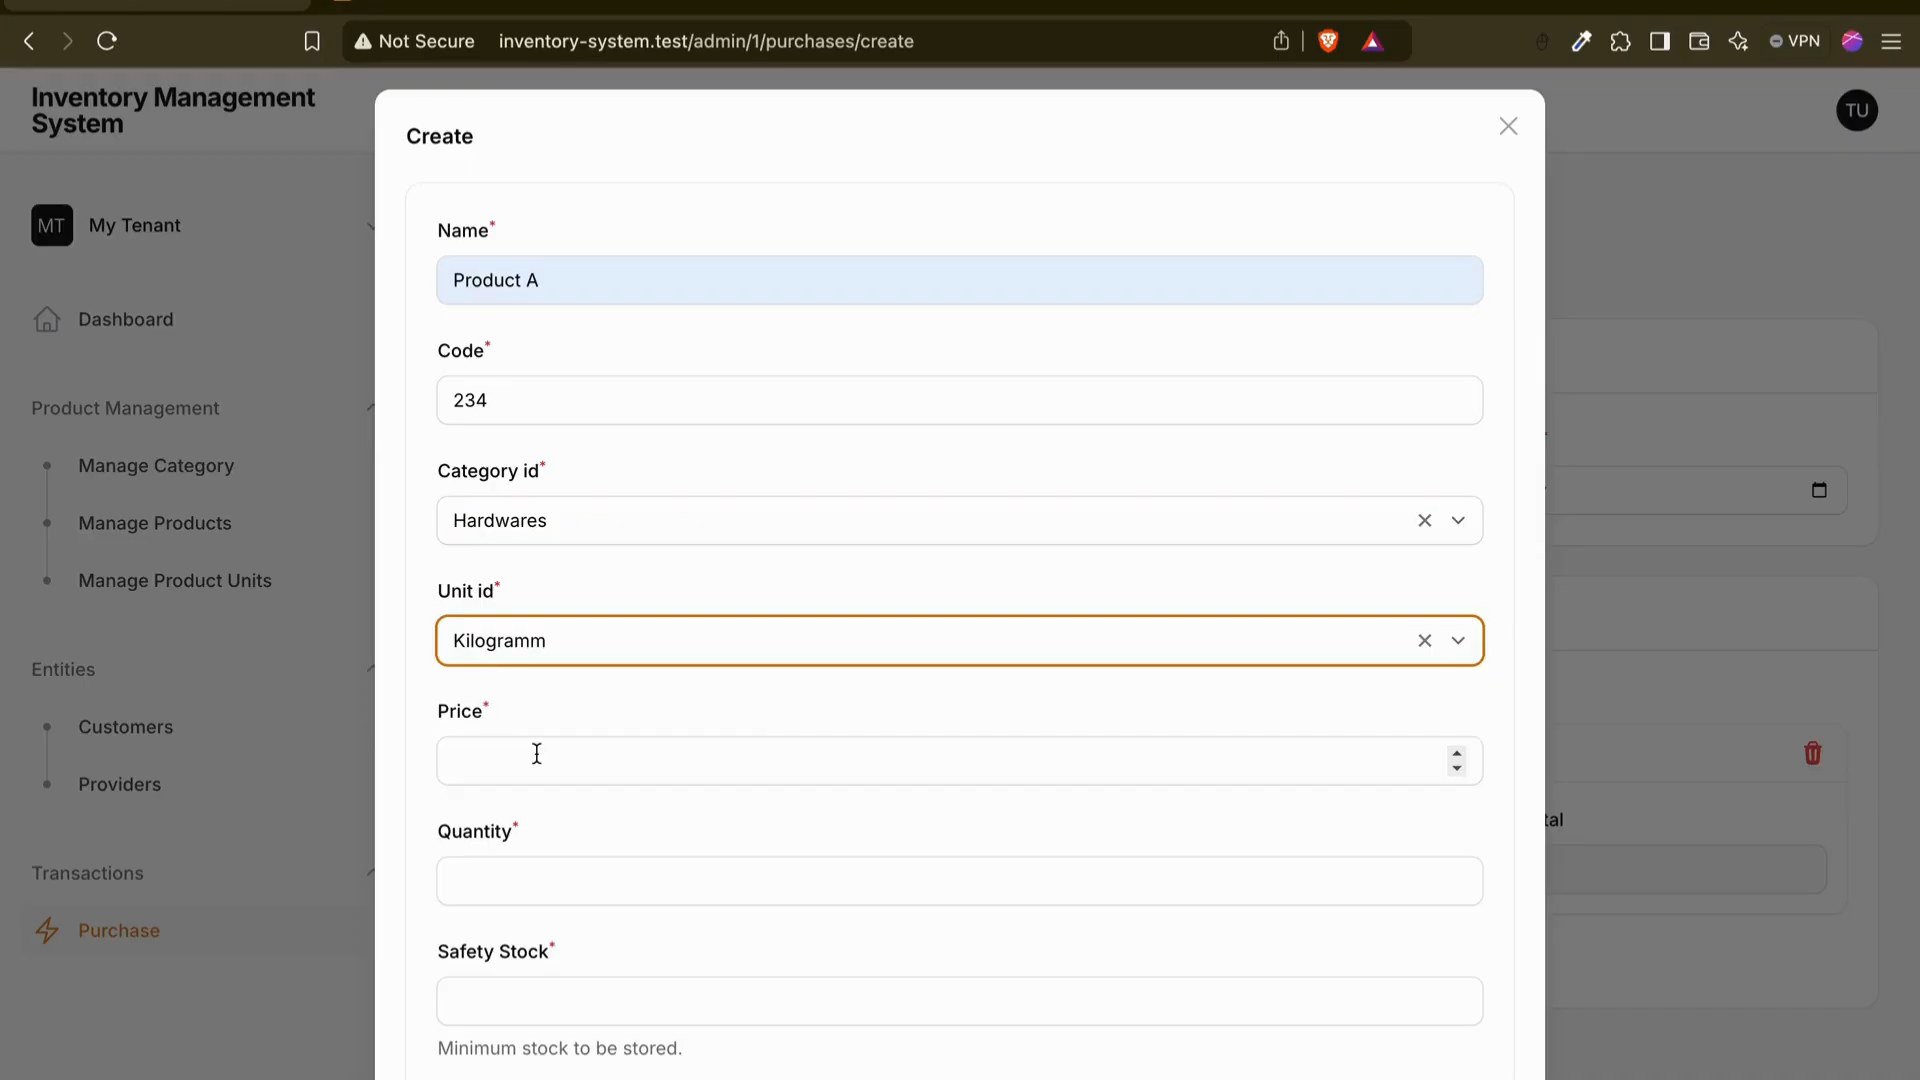 Not Secure inventory-system.test/admin/1/purchases/create VPN
Inventory Management
System
TU
MT My Tenant
Dashboard
Product Management
Manage Category
Manage Products
Manage Product Units
Entities
Customers
Providers
Transactions
Purchase
Create
Name*
Product A
Code*
234
Category id*
Hardwares
Unit id*
Kilogramm
Price*
Quantity*
Safety Stock*
Minimum stock to be stored.
tal